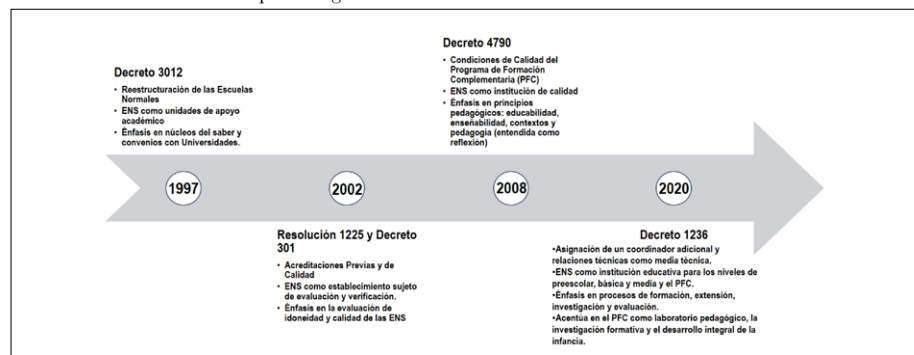 Decreto 3012
• Reestructuración de las Escuelas
Normales
• ENS como unidades de apoyo
académico
• Énfasis en núcleos del saber y
convenios con Universidades.
Decreto 4790
• Condiciones de Calidad del
Programa de Formación
Complementaria (PFC)
• ENS como institución de calidad
• Énfasis en principios
pedagógicos: educabilidad,
enseñabilidad, contextos y
pedagogía (entendida como
reflexión)
1997
2002
2008
2020
Resolución 1225 y Decreto
301
• Acreditaciones Previas y de
Calidad
• ENS como establecimiento sujeto
de evaluación y verificación.
• Énfasis en la evaluación de
idoneidad y calidad de las ENS
Decreto 1236
•Asignación de un coordinador adicional y
relaciones técnicas como media técnica.
•ENS como institución educativa para los niveles de
preescolar, básica y media y el PFC.
•Énfasis en procesos de formación, extensión,
investigación y evaluación.
•Acentúa en el PFC como laboratorio pedagógico, la
investigación formativa y el desarrollo integral de la
infancia.